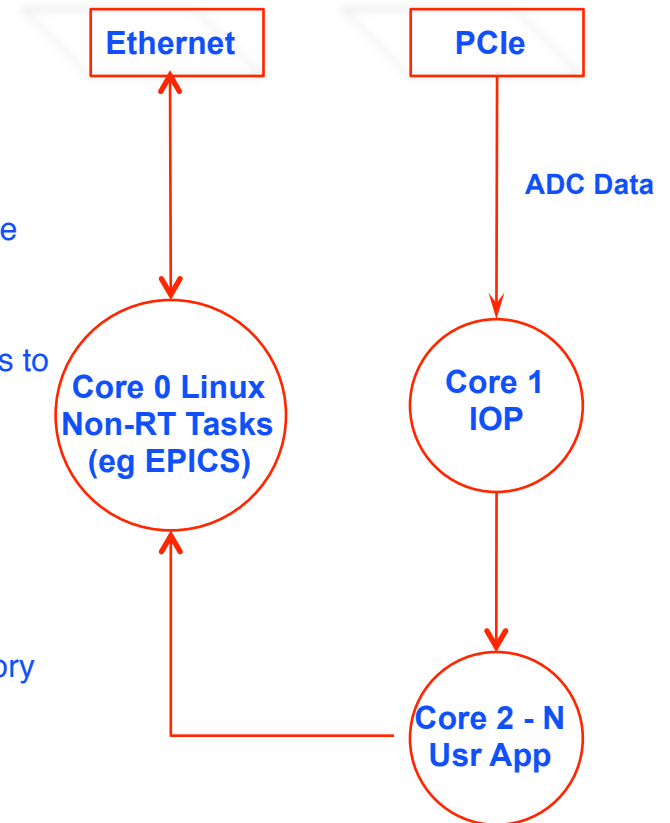 Ethernet
PCIe
ADC Data
s to
Core 0 Linux
Non-RT Tasks
(eg EPICS)
Core 1
IOP
Core 2 - N
Usr App